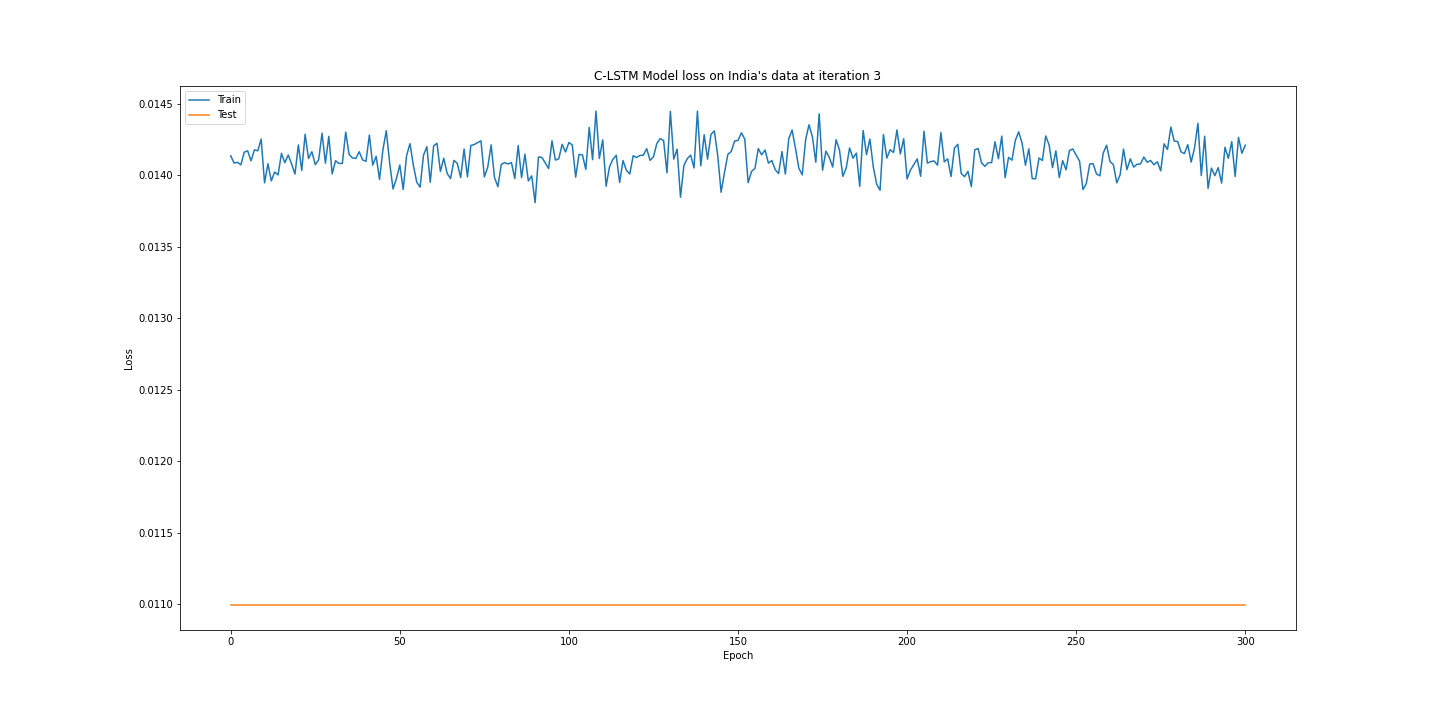 C-LSTM Model loss on India's data at iteration 3
Train
Test
0.0145
0.0140
0.0135
0.0130
0.0125
0.0120
0.0115
0.0110
Loss
0 50 100 150 200 250 300
Epoch